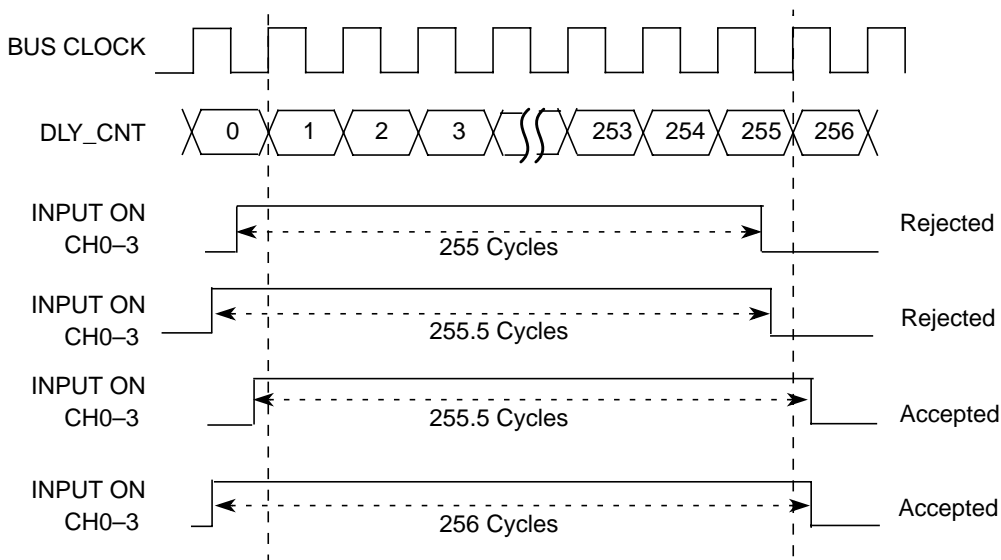 BUS CLOCK
DLY_CNT 0 1 2 3 253 254 255 256
INPUT ON
CH0–3
255 Cycles
Rejected
INPUT ON
CH0–3
255.5 Cycles
Rejected
INPUT ON
CH0–3
255.5 Cycles
Accepted
INPUT ON
CH0–3
256 Cycles
Accepted